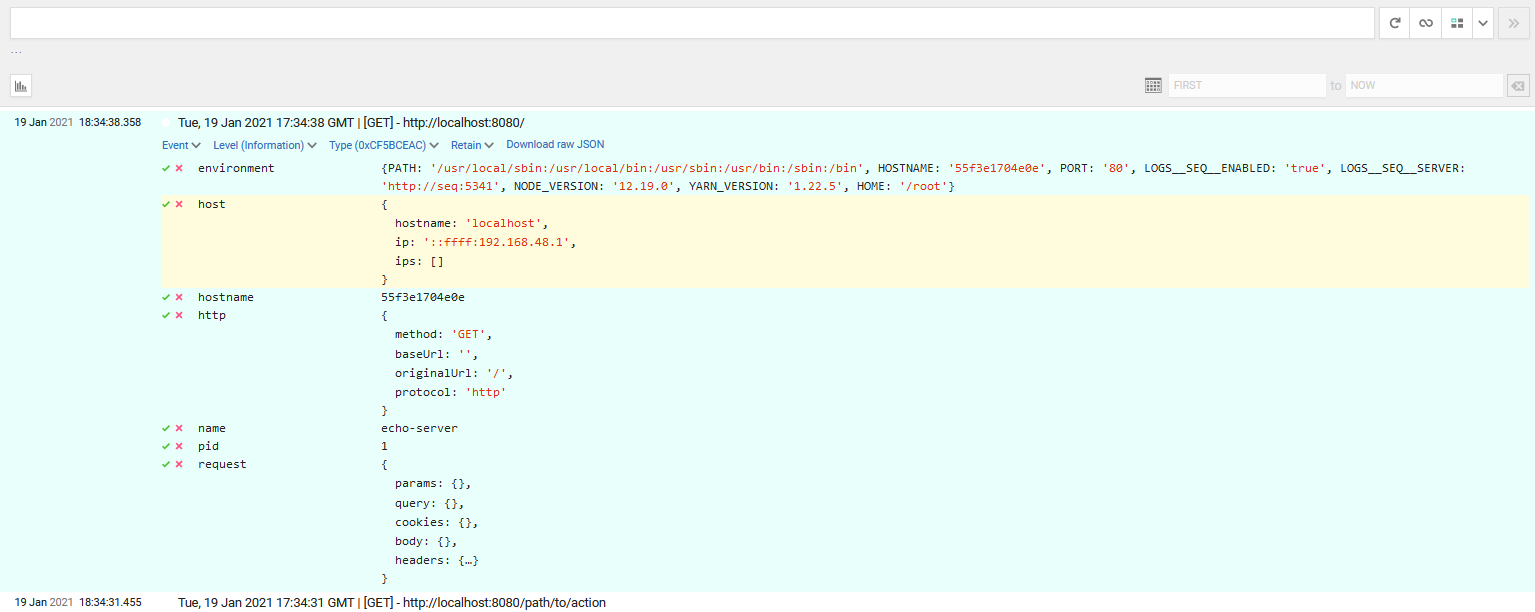 ...
FIRST to NOW
19 Jan 2021 18:34:38.358 Tue, 19 Jan 2021 17:34:38 GMT | [GET] - http://localhost:8080/
Event Level (Information) Type (0xCF5BCEAC) Retain Download raw JSON
environment {PATH: '/usr/local/sbin:/usr/local/bin:/usr/sbin:/usr/bin:/sbin:/bin', HOSTNAME: '55f3e1704e0e', PORT: '80', LOGS__SEQ__ENABLED: 'true', LOGS__SEQ__SERVER:
'http://seq:5341', NODE_VERSION: '12.19.0', YARN_VERSION: '1.22.5', HOME: '/root'}
host {
hostname: 'localhost',
ip: '::ffff:192.168.48.1',
ips: []
}
hostname 55f3e1704e0e
http {
method: 'GET',
baseUrl: '',
originalUrl: '/',
protocol: 'http'
}
name echo-server
pid 1
request {
params: {},
query: {},
cookies: {},
body: {},
headers: {…}
}
19 Jan 2021 18:34:31.455 Tue, 19 Jan 2021 17:34:31 GMT | [GET] - http://localhost:8080/path/to/action